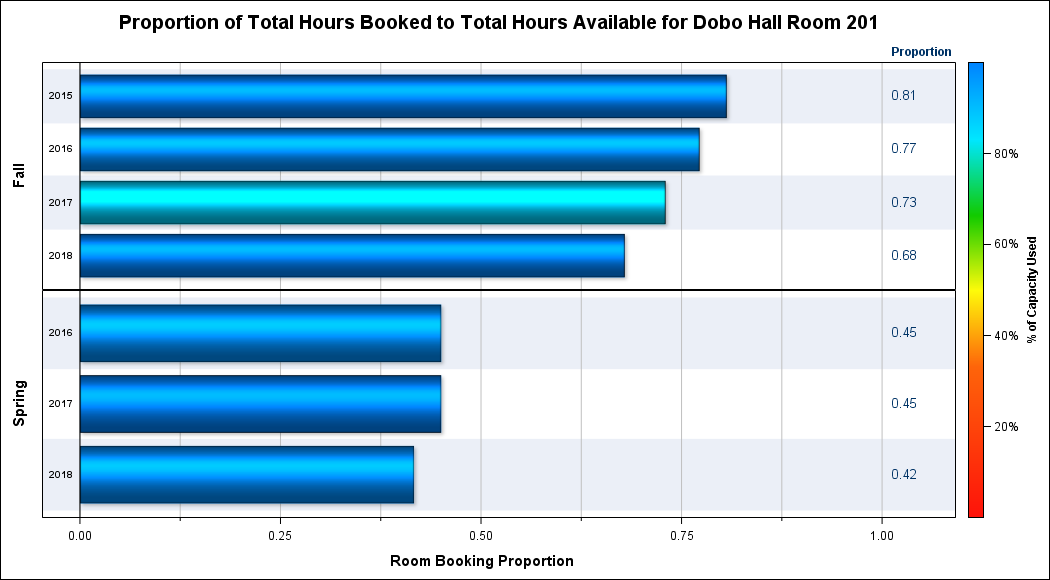 Proportion of Total Hours Booked to Total Hours Available for Dobo Hall Room 201
Proportion
Fall
2015 0.81
2016 0.77
2017 0.73
2018 0.68
Spring
2016 0.45
2017 0.45
2018 0.42
0.00 0.25 0.50 0.75 1.00
Room Booking Proportion
80%
60%
40%
20%
% of Capacity Used